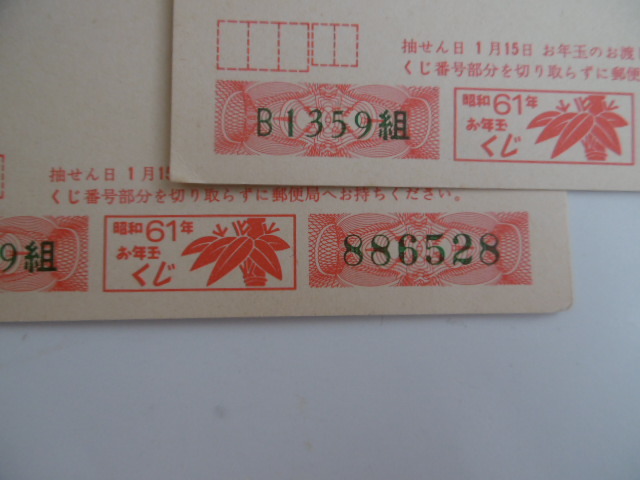 抽せん日 1月15日 お年玉のお渡
くじ番号部分を切り取らずに郵便
B1359組
昭和61年
お年玉
くじ
抽せん日 1月15
くじ番号部分を切り取らずに郵便局へお持ちください。
9組
昭和61年
お年玉
くじ
886528